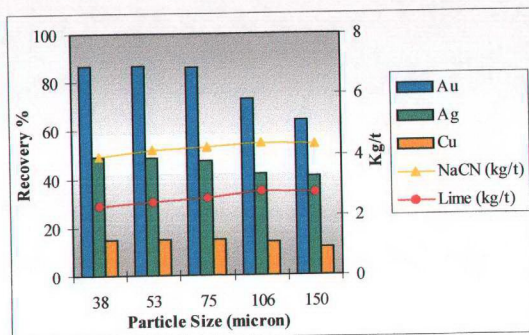 100
80
60
40
20
0
Recovery %
38 53 75 106 150
Particle Size (micron)
8
6
4
2
0
Kg/t
Au
Ag
Cu
NaCN (kg/t)
Lime (kg/t)